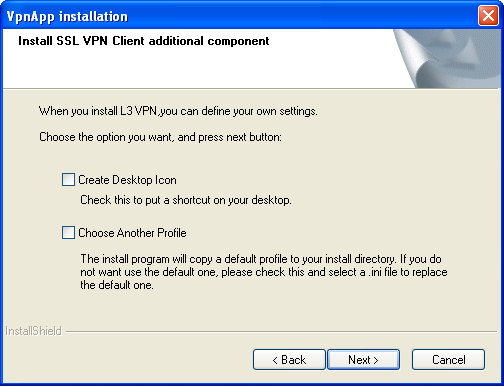 VpnApp installation
Install SSL VPN Client additional component
When you install L3 VPN,you can define your own settings.
Choose the option you want, and press next button:
Create Desktop Icon
Check this to put a shortcut on your desktop.
Choose Another Profile
The install program will copy a default profile to your install directory. If you do
not want use the default one, please check this and select a .ini file to replace
the default one.
InstallShield
< Back
Next >
Cancel